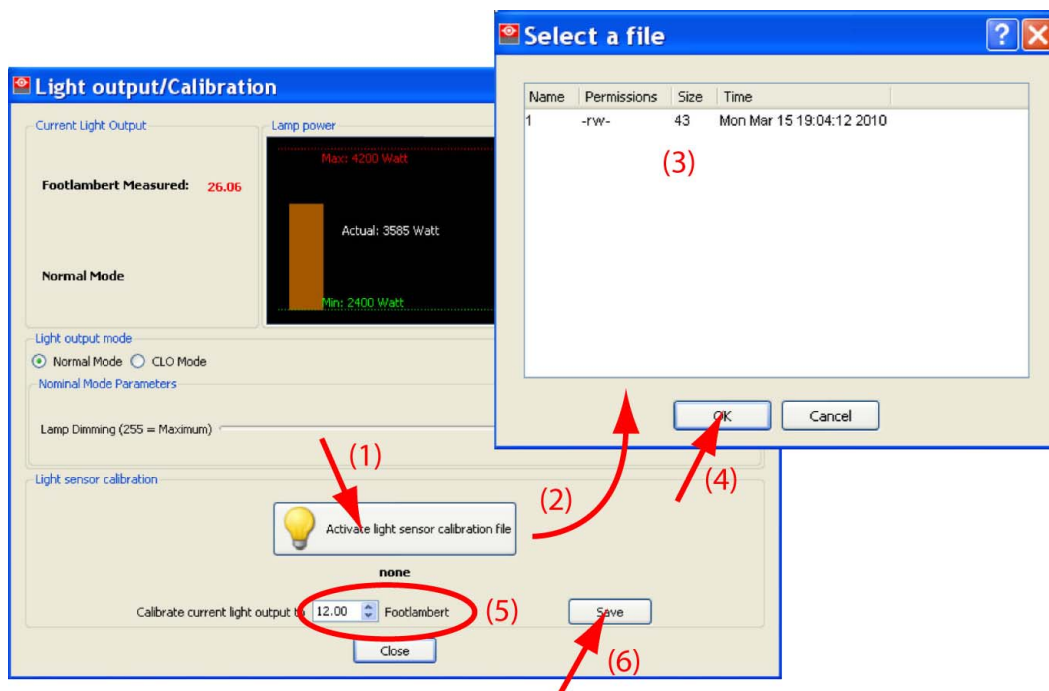 Select a file
Name Permissions Size Time
1 -rw- 43 Mon Mar 15 19:04:12 2010
(3)
OK Cancel
(4)
Light output/Calibration
Current Light Output
Footlambert Measured: 26.06
Normal Mode
Lamp power
Max: 4200 Watt
Actual: 3585 Watt
Min: 2400 Watt
Light output mode
Normal Mode CLO Mode
Nominal Mode Parameters
Lamp Dimming (255 = Maximum)
(1)
(2)
Light sensor calibration
Activate light sensor calibration file
none
Calibrate current light output to 12.00 Footlambert (5) Save
Close
(6)